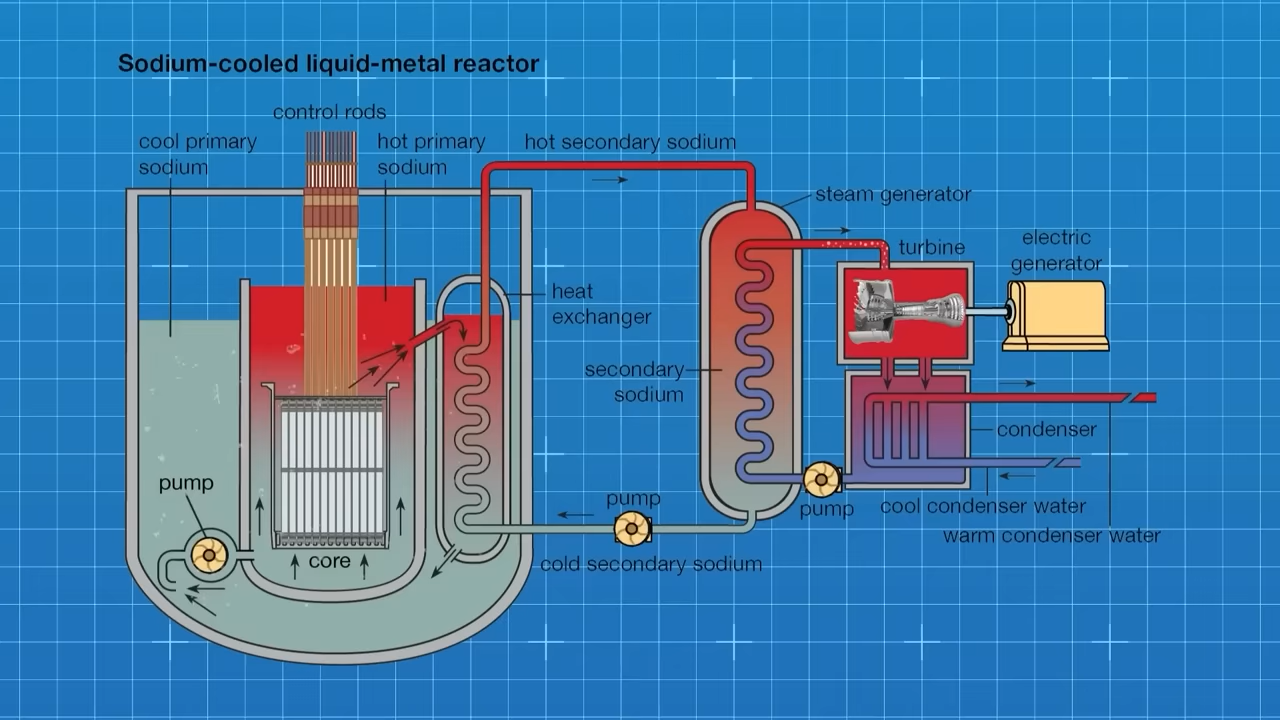 Sodium-cooled liquid-metal reactor
control rods
cool primary
sodium
hot primary
sodium
hot secondary sodium
steam generator
turbine
electric
generator
heat
exchanger
secondary
sodium
condenser
pump
pump
pump
cool condenser water
warm condenser water
core
cold secondary sodium